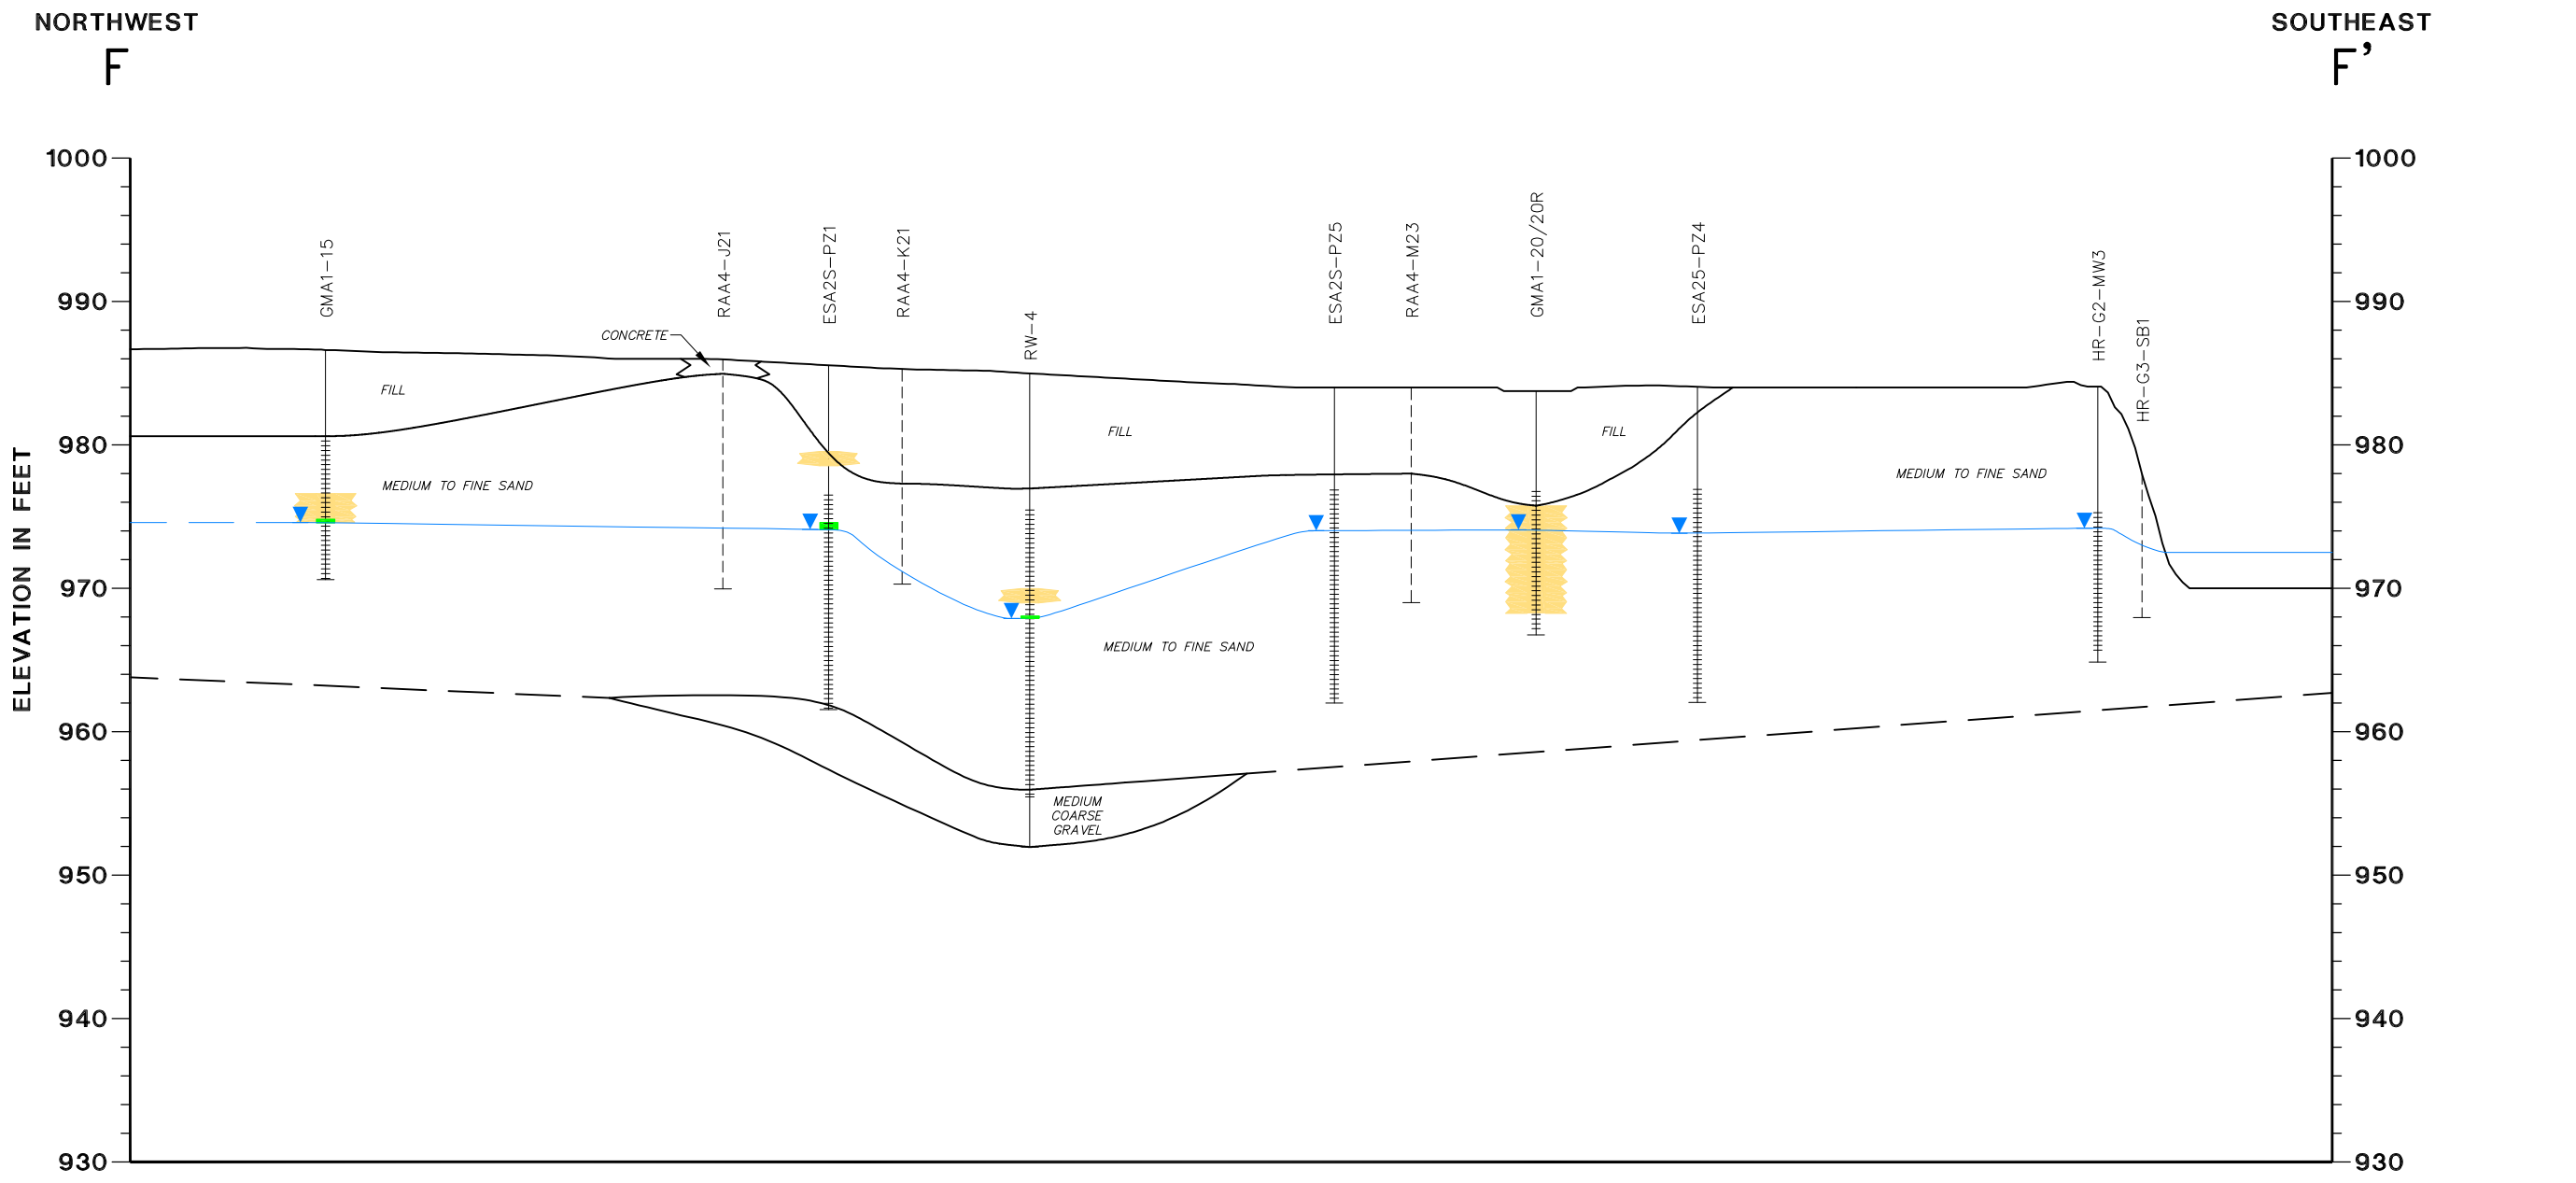 NORTHWEST
SOUTHEAST
F
F'
1000
1000
GMA1-15
RAA4-J21
ESA2S-PZ1
RAA4-K21
RW-4
ESA2S-PZ5
RAA4-M23
GMA1-20/20R
ESA25-PZ4
HR-G2-MW3
HR-G3-SB1
990
990
CONCRETE
FILL
FILL
FILL
980
980
MEDIUM TO FINE SAND
MEDIUM TO FINE SAND
ELEVATION IN FEET
970
970
MEDIUM TO FINE SAND
960
960
MEDIUM
COARSE
GRAVEL
950
950
940
940
930
930